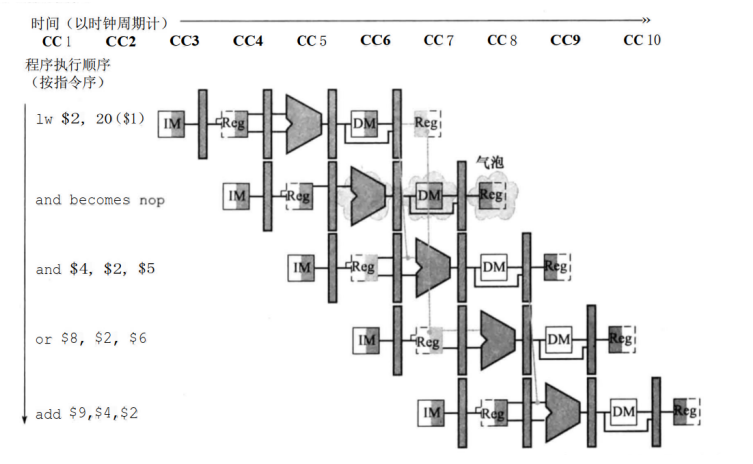 时间（以时钟周期计）
CC 1 CC2 CC3 CC4 CC 5 CC6 CC 7 CC 8 CC9 CC 10
程序执行顺序
（按指令序）
lw $2, 20($1) IM Reg DM Reg
气泡
and becomes nop IM Reg DM Reg
and $4, $2, $5 IM Reg DM Reg
or $8, $2, $6 IM Reg DM Reg
add $9,$4,$2 IM Reg DM Reg